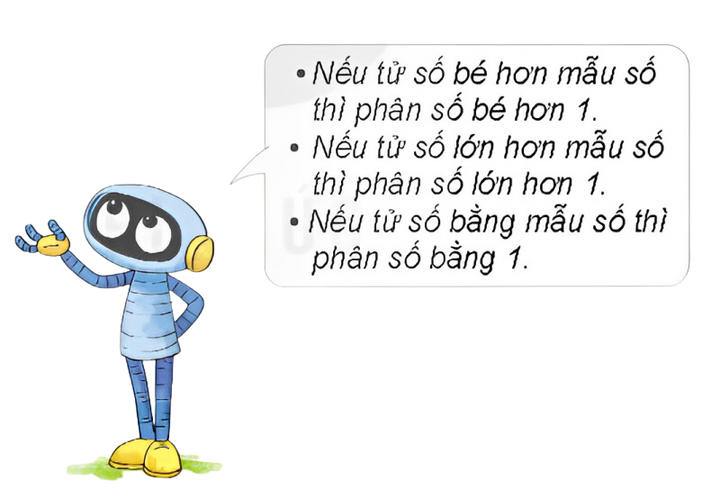 • Nếu tử số bé hơn mẫu số
thì phân số bé hơn 1.
• Nếu tử số lớn hơn mẫu số
thì phân số lớn hơn 1.
• Nếu tử số bằng mẫu số thì
phân số bằng 1.